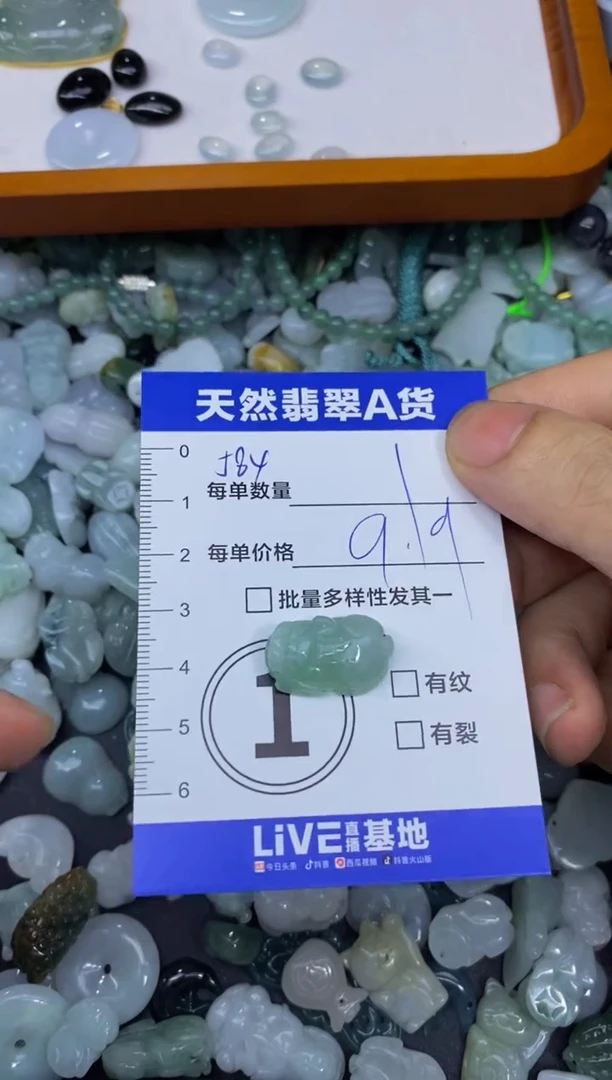 天然翡翠A货
0
J84
每单数量
1
每单价格 9.9
2
批量多样性发其一
3
4
1
有纹
5
有裂
6
LiVE直播基地
今日头条 抖音 西瓜视频 抖音火山版